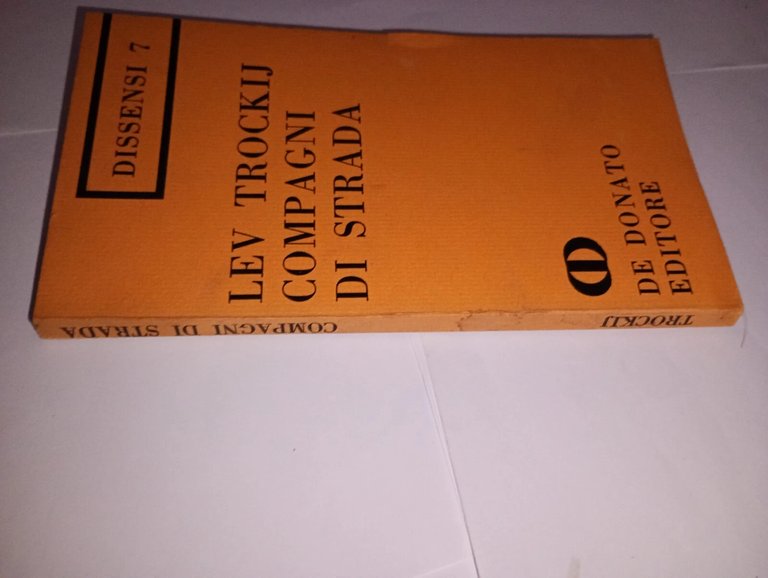 DISSENSI 7
LEV TROCKIJ
COMPAGNI
DI STRADA
DE DONATO
EDITORE
TROCKIJ
COMPAGNI DI STRADA